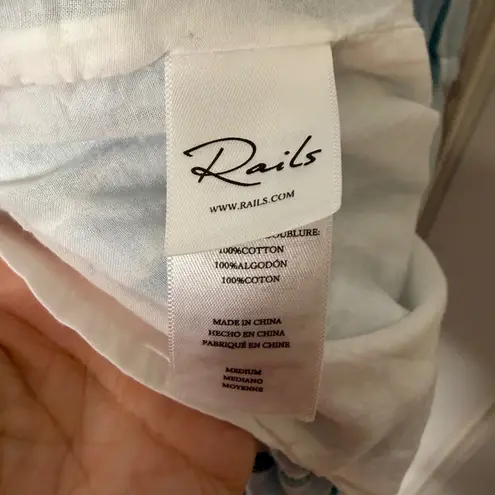 Rails
WWW.RAILS.COM
DOUBLURE:
100%COTTON
100%ALGODÓN
100%COTON
MADE IN CHINA
HECHO EN CHINA
FABRIQUÉ EN CHINE
MEDIUM
MEDIANO
MOYENNE